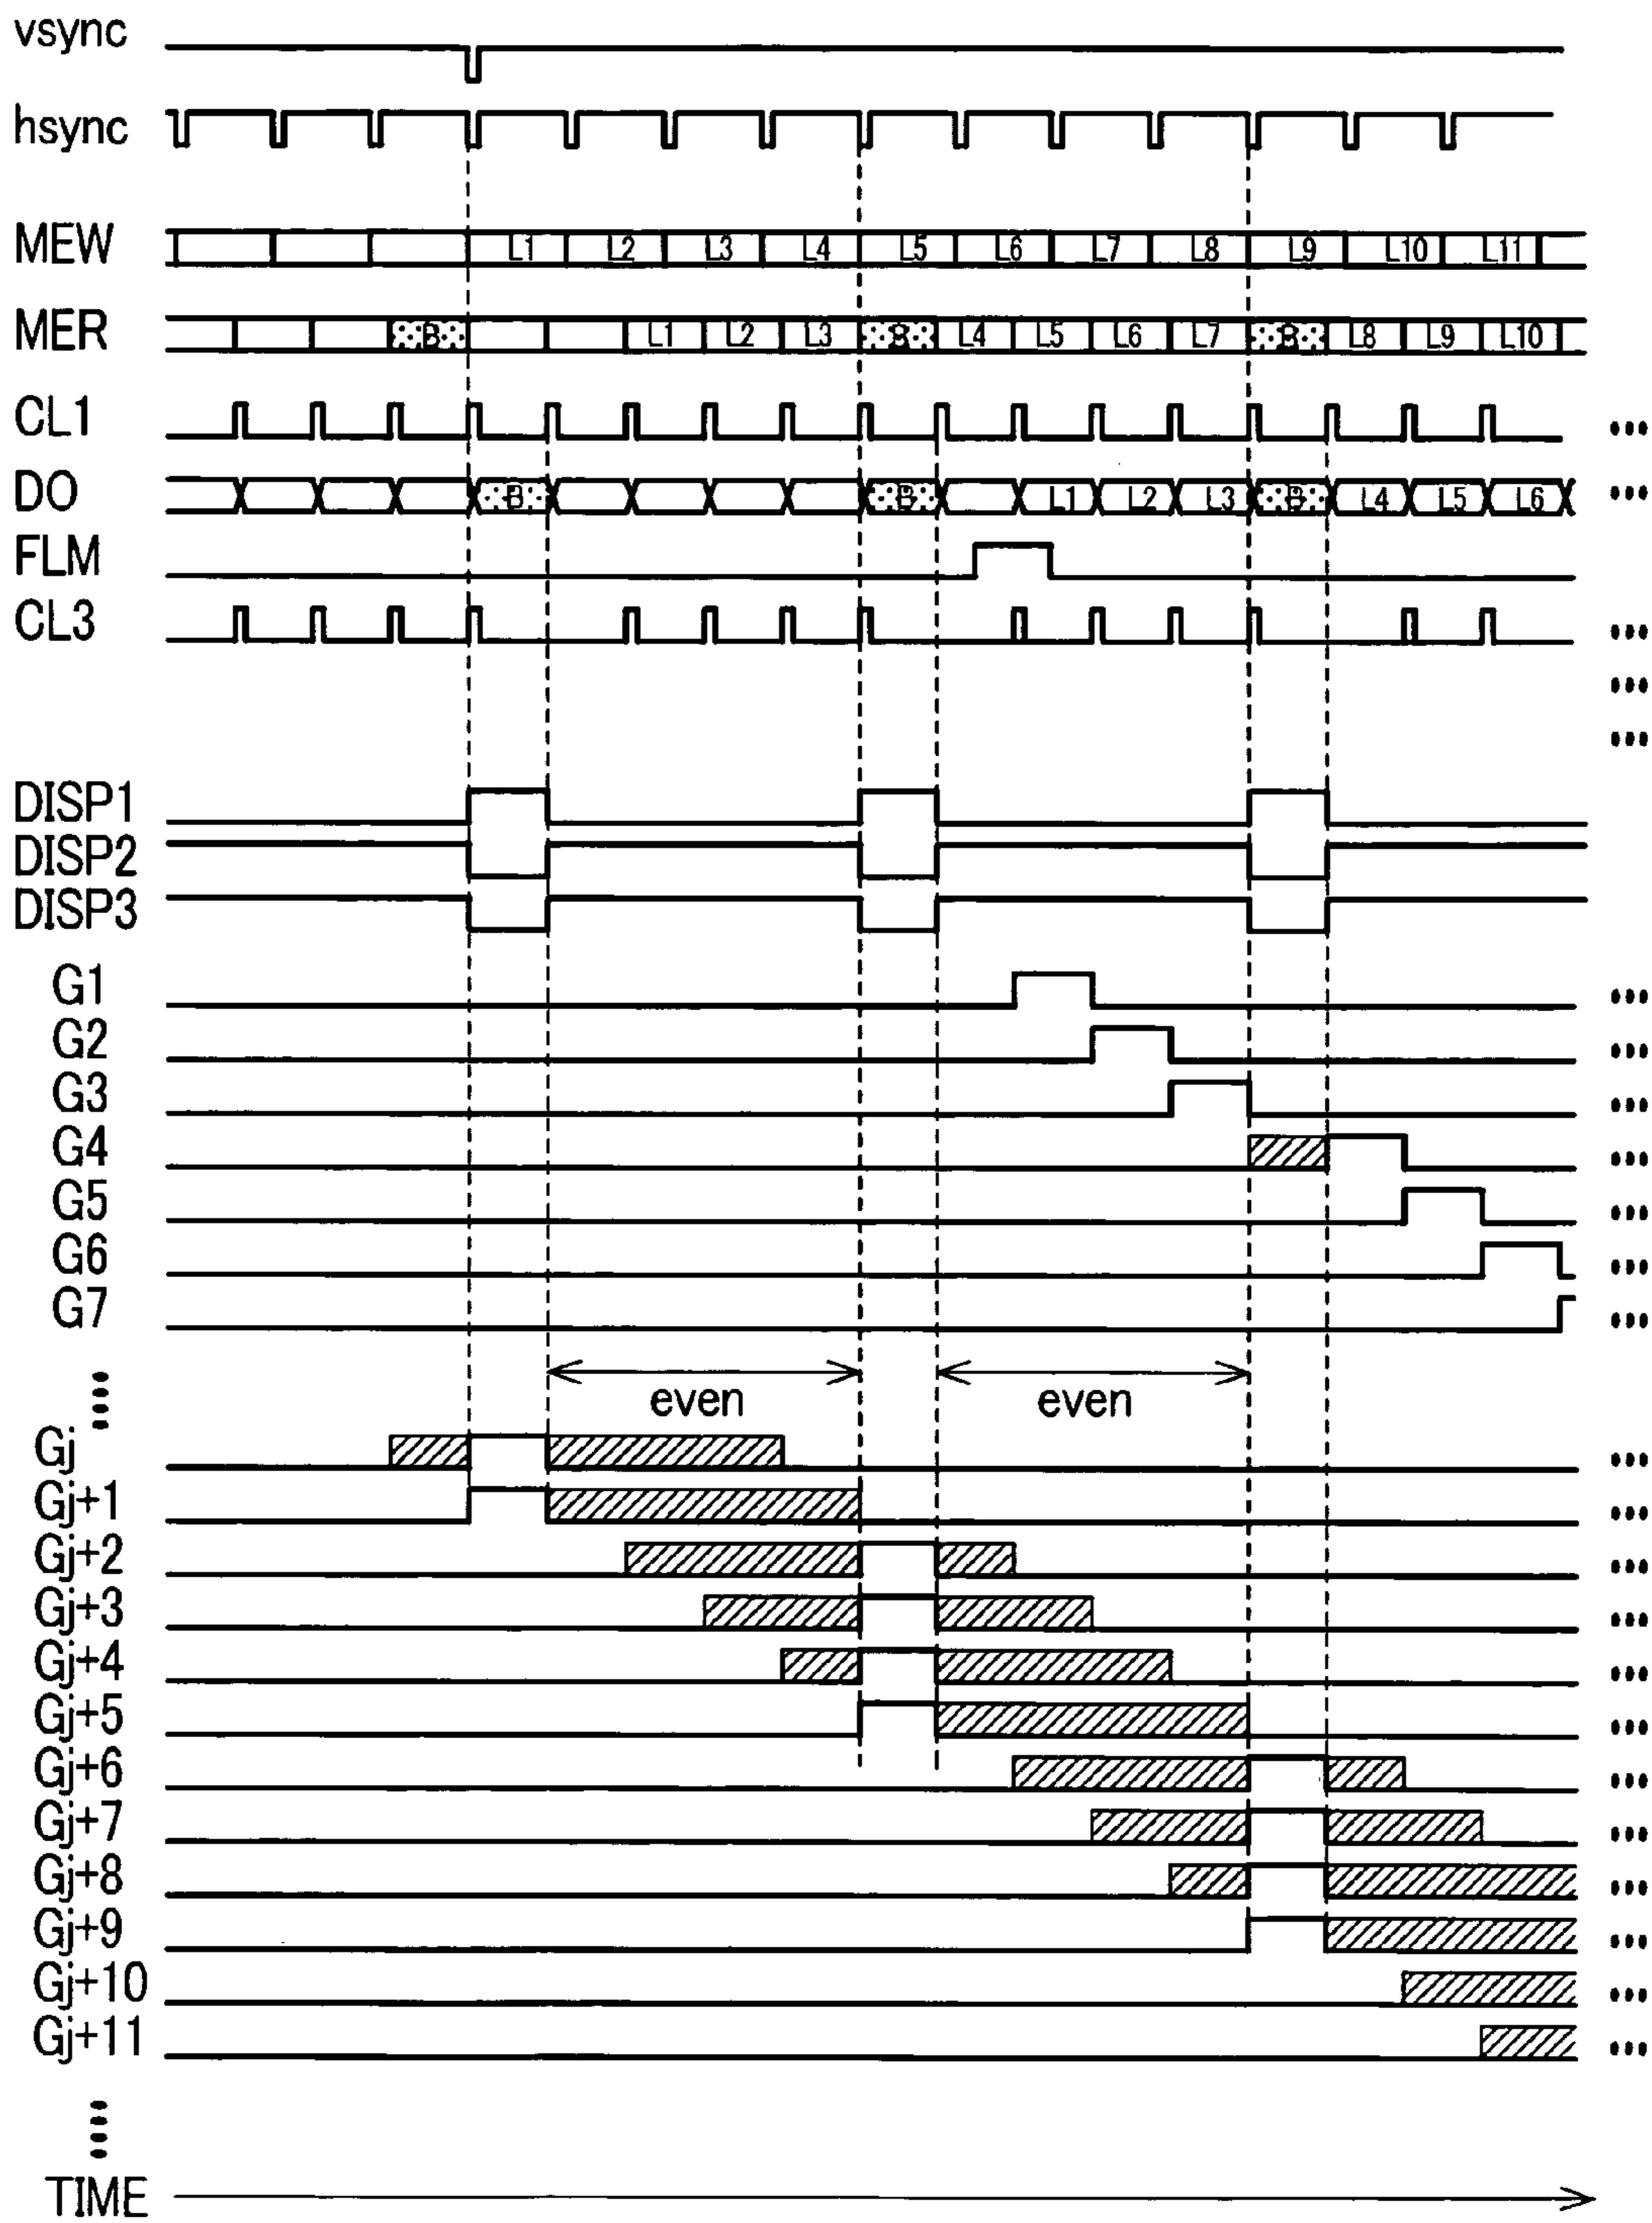 vsync
hsync
MEW L1 L2 L3 L4 L5 L6 L7 L8 L9 L10 L11
MER B L1 L2 L3 B L4 L5 L6 L7 B L8 L9 L10
CL1 ...
DO B B L1 L2 L3 B L4 L5 L6 ...
FLM
CL3 ...
...
...
DISP1
DISP2
DISP3
G1 ...
G2 ...
G3 ...
G4 ...
G5 ...
G6 ...
G7 ...
even even
Gj ...
Gj+1 ...
Gj+2 ...
Gj+3 ...
Gj+4 ...
Gj+5 ...
Gj+6 ...
Gj+7 ...
Gj+8 ...
Gj+9 ...
Gj+10 ...
Gj+11 ...
TIME